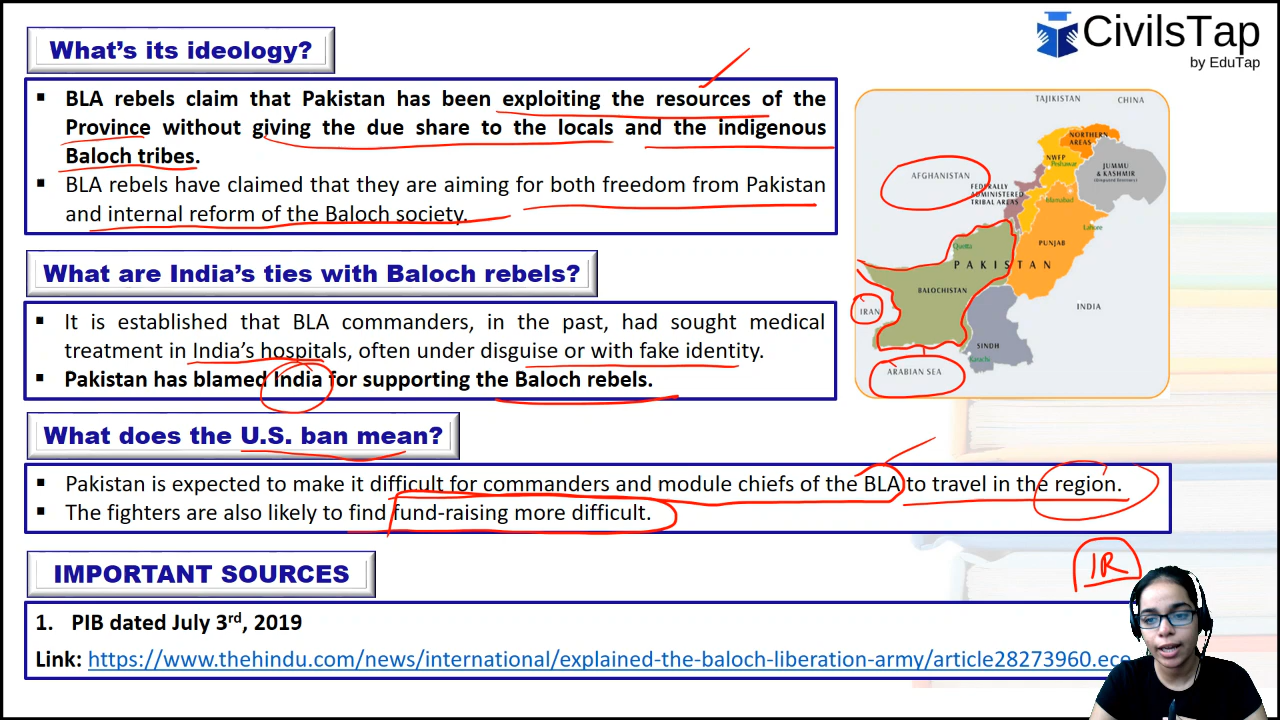 What's its ideology?
CivilsTap
by EduTap
▪ BLA rebels claim that Pakistan has been exploiting the resources of the
Province without giving the due share to the locals and the indigenous
Baloch tribes.
▪ BLA rebels have claimed that they are aiming for both freedom from Pakistan
and internal reform of the Baloch society.
TAJIKISTAN
CHINA
NORTHERN
AREAS
NWFP
Peshawar
JUMMU
& KASHMIR
AFGHANISTAN
FEDERALLY
ADMINISTERED
TRIBAL AREAS
Islamabad
Lahore
PUNJAB
Quetta
PAKISTAN
BALOCHISTAN
INDIA
IRAN
SINDH
Karachi
ARABIAN SEA
What are India's ties with Baloch rebels?
▪ It is established that BLA commanders, in the past, had sought medical
treatment in India's hospitals, often under disguise or with fake identity.
▪ Pakistan has blamed India for supporting the Baloch rebels.
What does the U.S. ban mean?
▪ Pakistan is expected to make it difficult for commanders and module chiefs of the BLA to travel in the region.
▪ The fighters are also likely to find fund-raising more difficult.
IR
IMPORTANT SOURCES
1. PIB dated July 3rd, 2019
Link: https://www.thehindu.com/news/international/explained-the-baloch-liberation-army/article28273960.ece